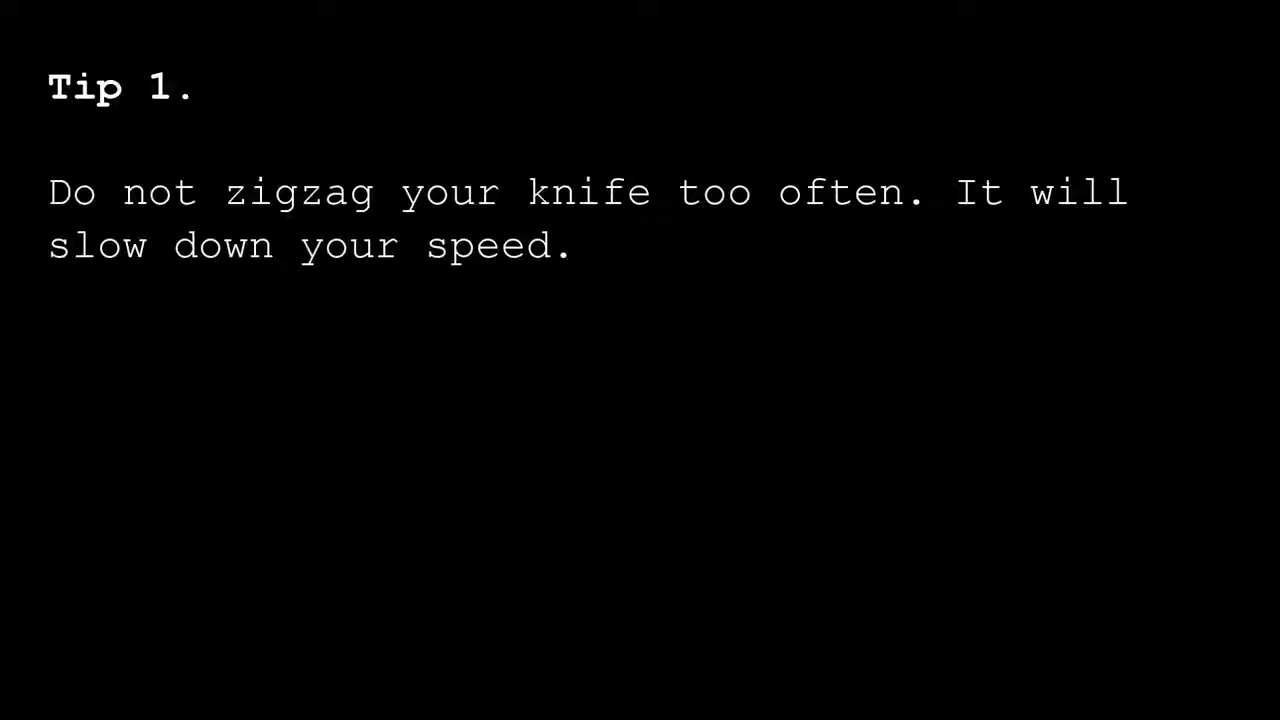 Tip 1.
Do not zigzag your knife too often. It will
slow down your speed.